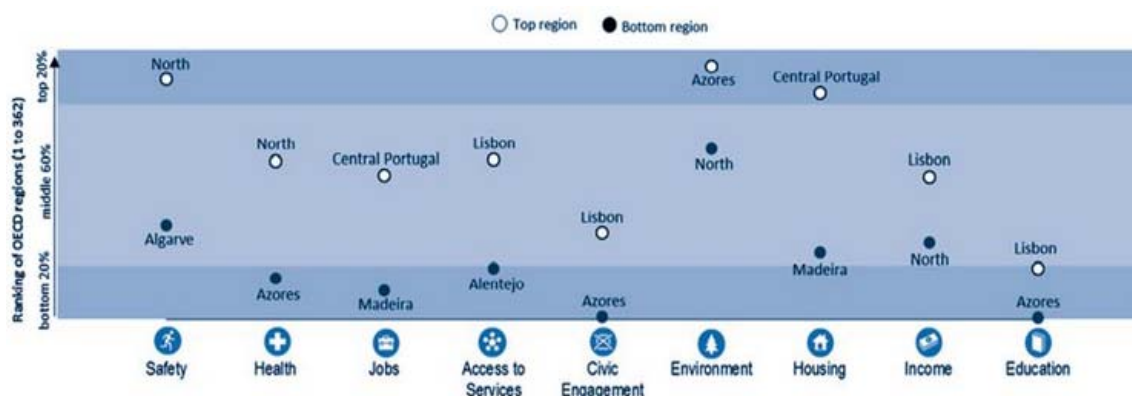 Top region
Bottom region
Ranking of OECD regions (1 to 362)
bottom 20%
middle 60%
top 20%
North
Algarve
North
Azores
Central Portugal
Madeira
Lisbon
Alentejo
Lisbon
Azores
Azores
North
Central Portugal
Madeira
Lisbon
North
Lisbon
Azores
Safety
Health
Jobs
Access to
Services
Civic
Engagement
Environment
Housing
Income
Education